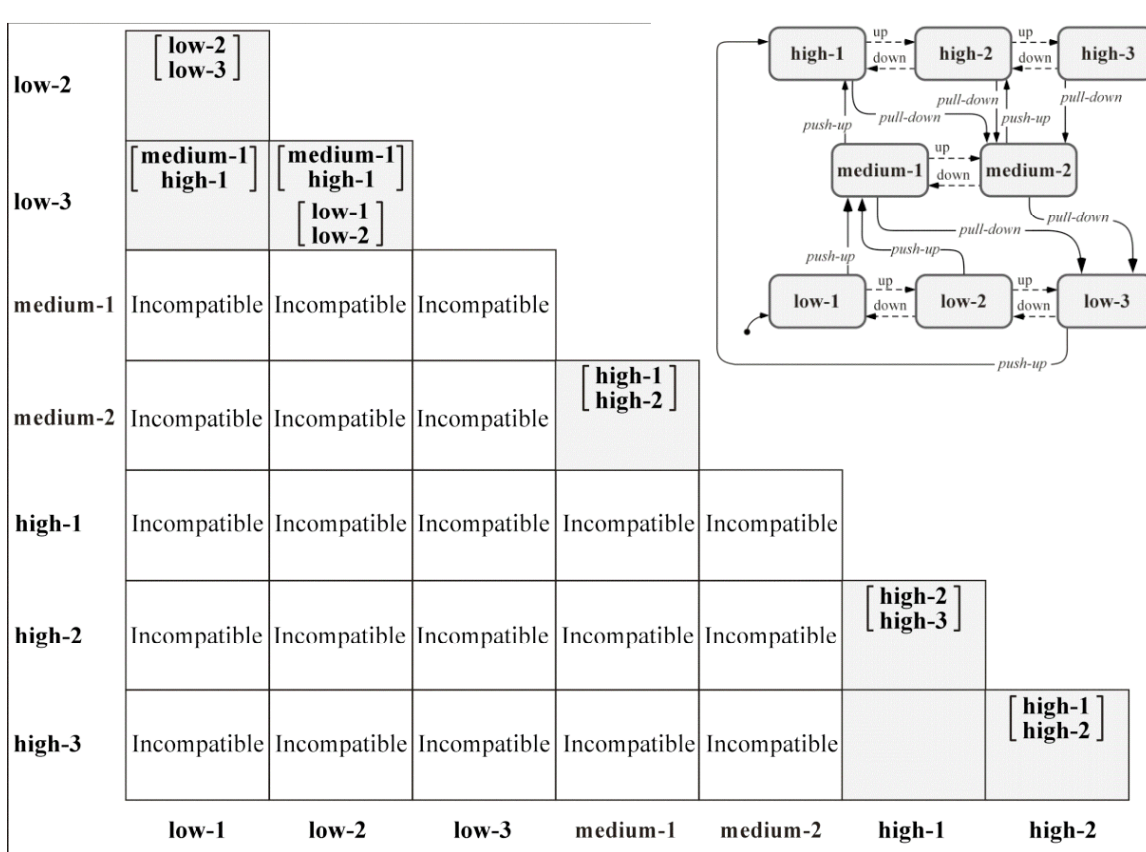 low-2
low-2
low-3
low-3
medium-1
high-1
medium-1
high-1
low-1
low-2
medium-1
Incompatible
Incompatible
Incompatible
medium-2
Incompatible
Incompatible
Incompatible
high-1
high-2
high-1
Incompatible
Incompatible
Incompatible
Incompatible
Incompatible
high-2
Incompatible
Incompatible
Incompatible
Incompatible
Incompatible
high-2
high-3
high-3
Incompatible
Incompatible
Incompatible
Incompatible
Incompatible
high-1
high-2
low-1
low-2
low-3
medium-1
medium-2
high-1
high-2
high-1
up
down
high-2
up
down
high-3
push-up
pull-down
pull-down
push-up
pull-down
medium-1
up
down
medium-2
push-up
push-up
pull-down
pull-down
low-1
up
down
low-2
up
down
low-3
push-up